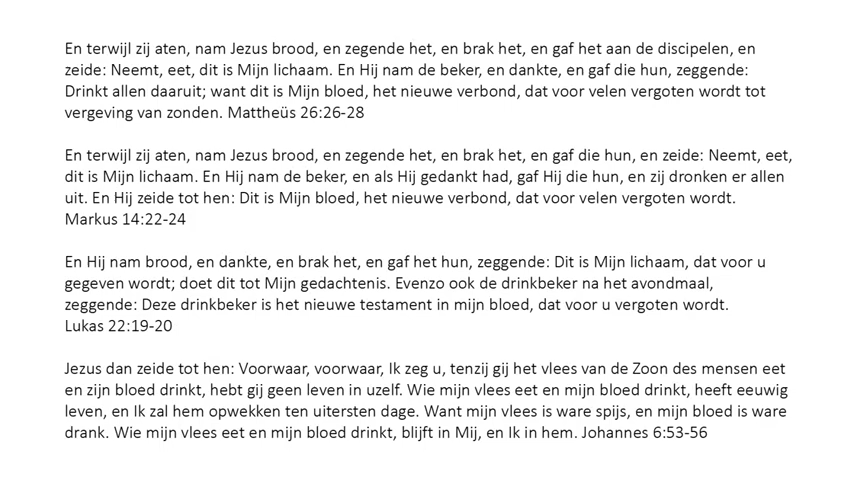 En terwijl zij aten, nam Jezus brood, en zegende het, en brak het, en gaf het aan de discipelen, en
zeide: Neemt, eet, dit is Mijn lichaam. En Hij nam de beker, en dankte, en gaf die hun, zeggende:
Drinkt allen daaruit; want dit is Mijn bloed, het nieuwe verbond, dat voor velen vergoten wordt tot
vergeving van zonden. Mattheüs 26:26-28
En terwijl zij aten, nam Jezus brood, en zegende het, en brak het, en gaf die hun, en zeide: Neemt, eet,
dit is Mijn lichaam. En Hij nam de beker, en als Hij gedankt had, gaf Hij die hun, en zij dronken er allen
uit. En Hij zeide tot hen: Dit is Mijn bloed, het nieuwe verbond, dat voor velen vergoten wordt.
Markus 14:22-24
En Hij nam brood, en dankte, en brak het, en gaf het hun, zeggende: Dit is Mijn lichaam, dat voor u
gegeven wordt; doet dit tot Mijn gedachtenis. Evenzo ook de drinkbeker na het avondmaal,
zeggende: Deze drinkbeker is het nieuwe testament in mijn bloed, dat voor u vergoten wordt.
Lukas 22:19-20
Jezus dan zeide tot hen: Voorwaar, voorwaar, Ik zeg u, tenzij gij het vlees van de Zoon des mensen eet
en zijn bloed drinkt, hebt gij geen leven in uzelf. Wie mijn vlees eet en mijn bloed drinkt, heeft eeuwig
leven, en Ik zal hem opwekken ten uitersten dage. Want mijn vlees is ware spijs, en mijn bloed is ware
drank. Wie mijn vlees eet en mijn bloed drinkt, blijft in Mij, en Ik in hem. Johannes 6:53-56